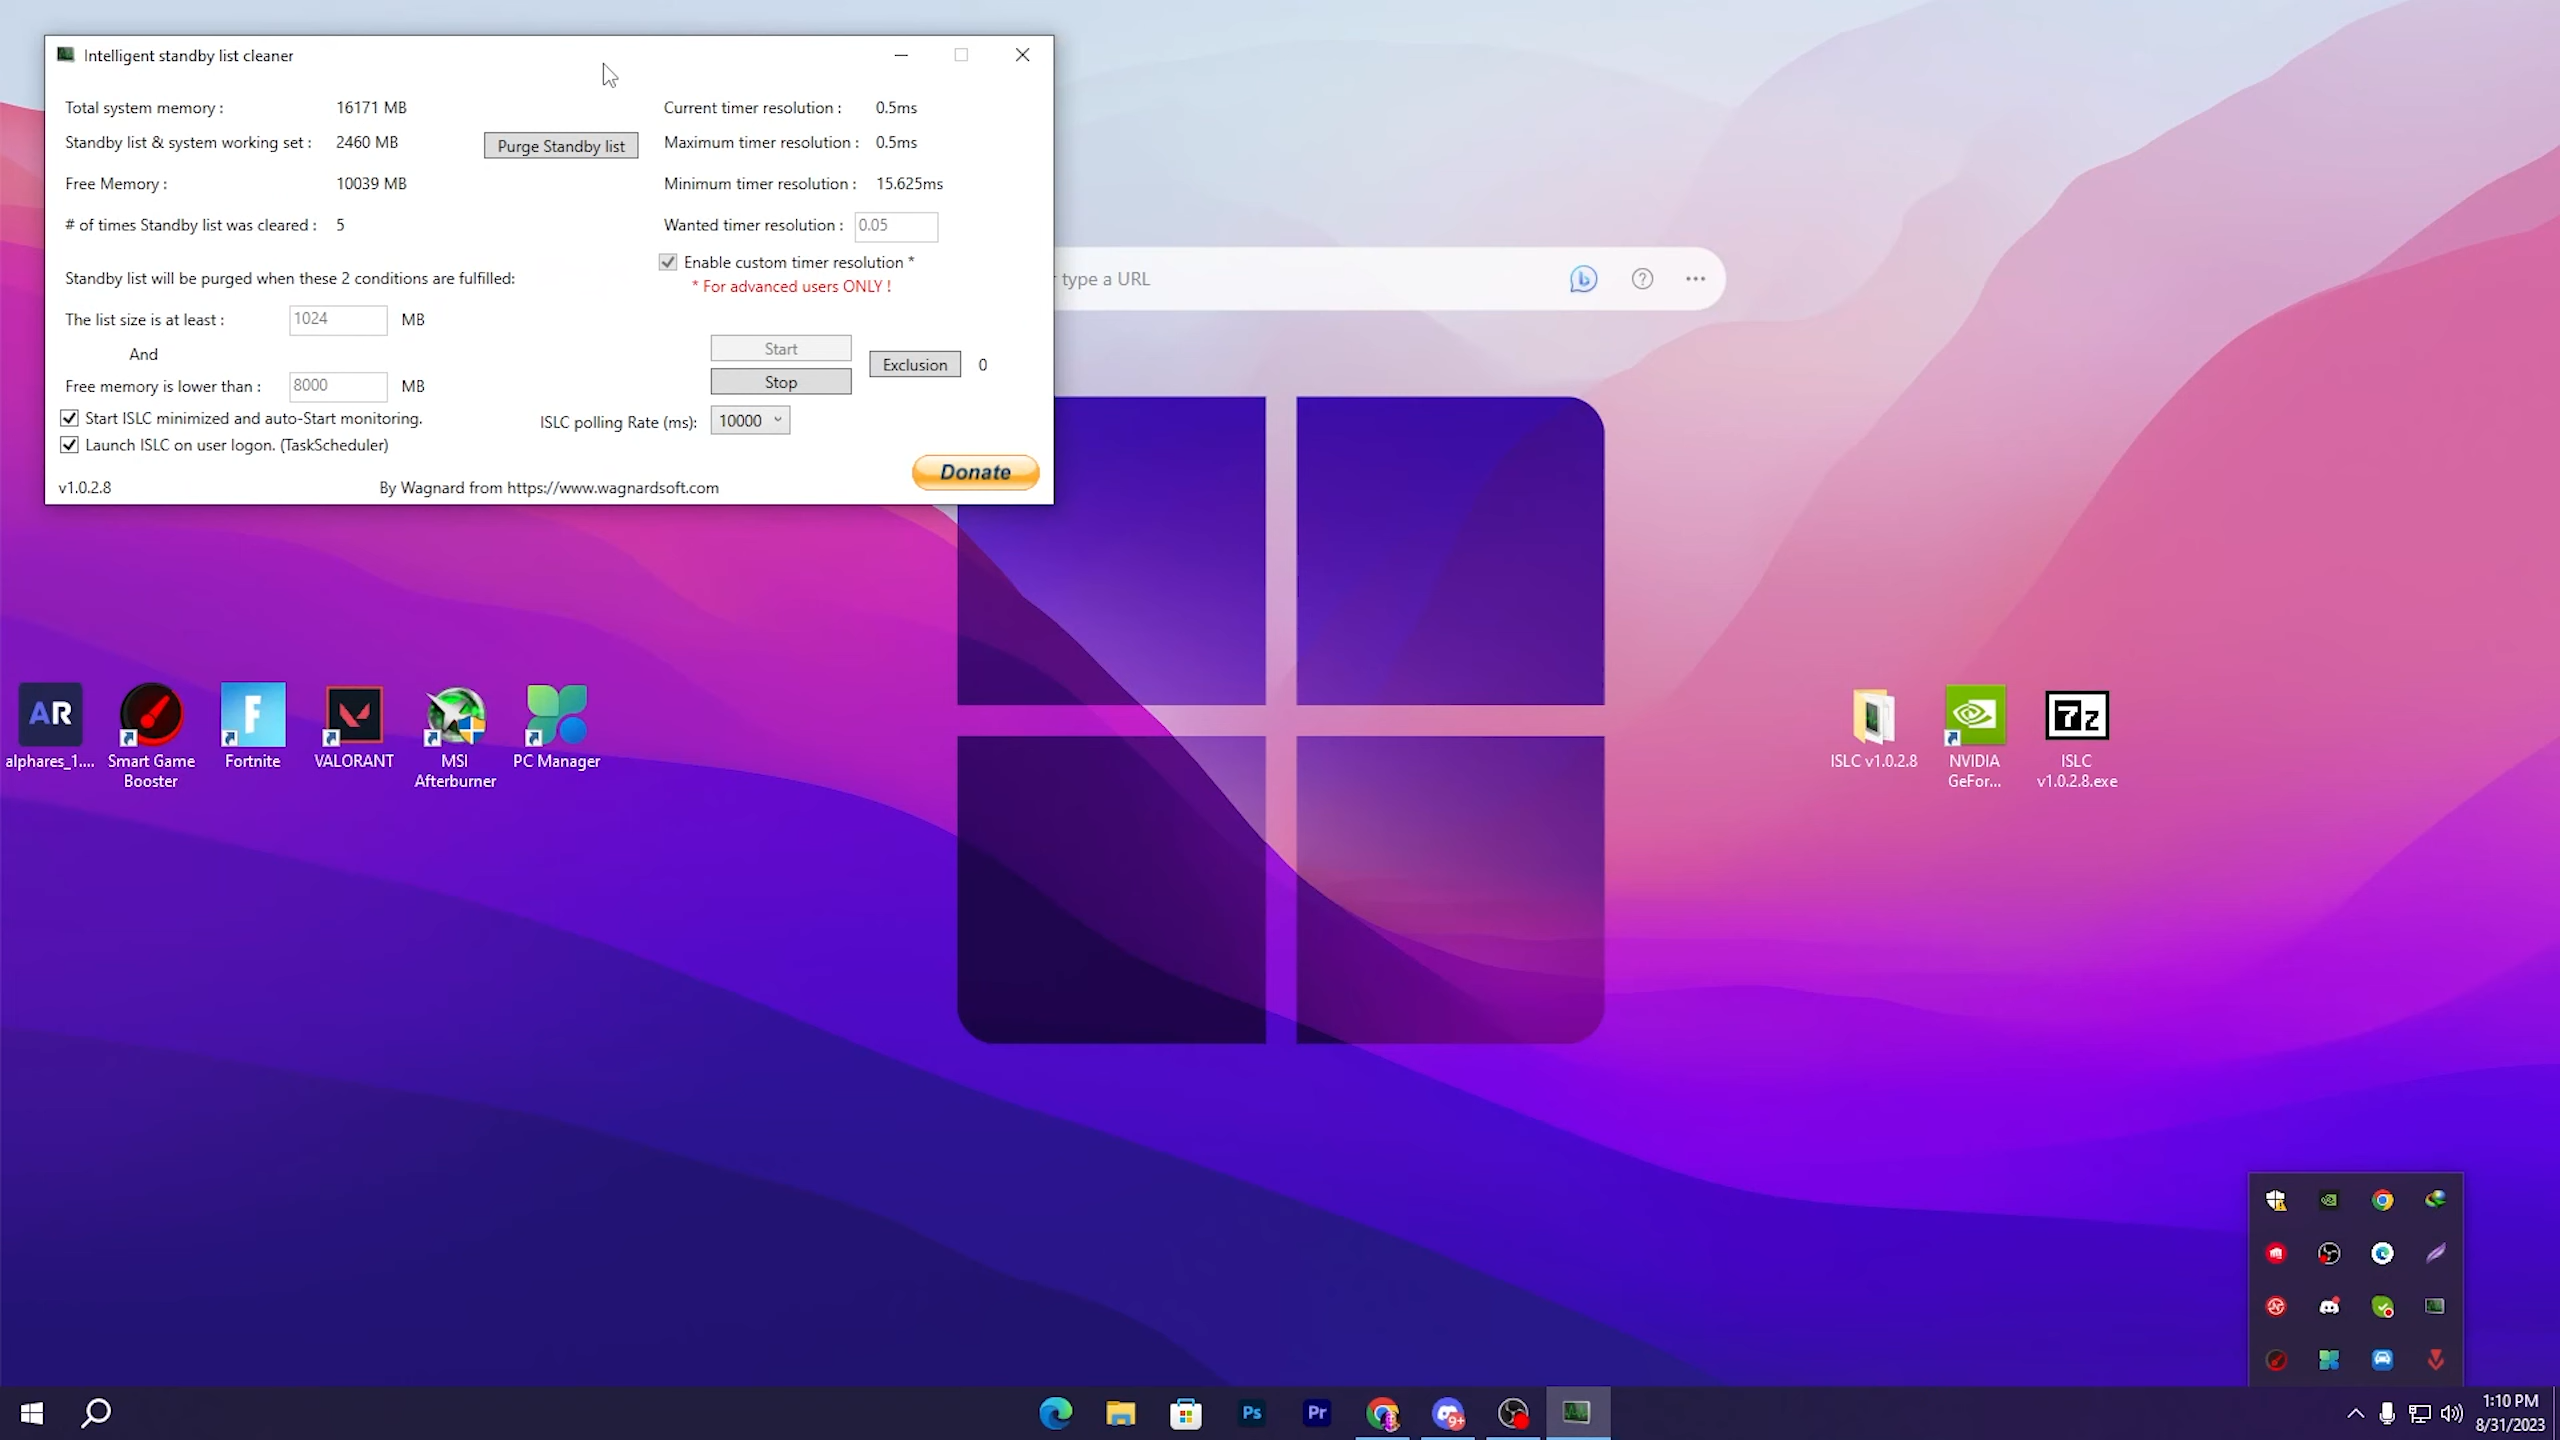 Intelligent standby list cleaner
Total system memory : 16171 MB
Standby list & system working set : 2460 MB
Purge Standby list
Free Memory : 10039 MB
# of times Standby list was cleared : 5
Standby list will be purged when these 2 conditions are fulfilled:
The list size is at least : 1024 MB
And
Free memory is lower than : 8000 MB
Start ISLC minimized and auto-Start monitoring.
Launch ISLC on user logon. (TaskScheduler)
Current timer resolution : 0.5ms
Maximum timer resolution : 0.5ms
Minimum timer resolution : 15.625ms
Wanted timer resolution : 0.05
Enable custom timer resolution *
* For advanced users ONLY !
Start
Stop
Exclusion 0
ISLC polling Rate (ms): 10000
Donate
v1.0.2.8
By Wagnard from https://www.wagnardsoft.com
type a URL
AR
alphares_1....
Smart Game
Booster
F
Fortnite
VALORANT
MSI
Afterburner
PC Manager
ISLC v1.0.2.8
NVIDIA
GeFor...
7z
ISLC
v1.0.2.8.exe
Ps
Pr
9+
1:10 PM
8/31/2023